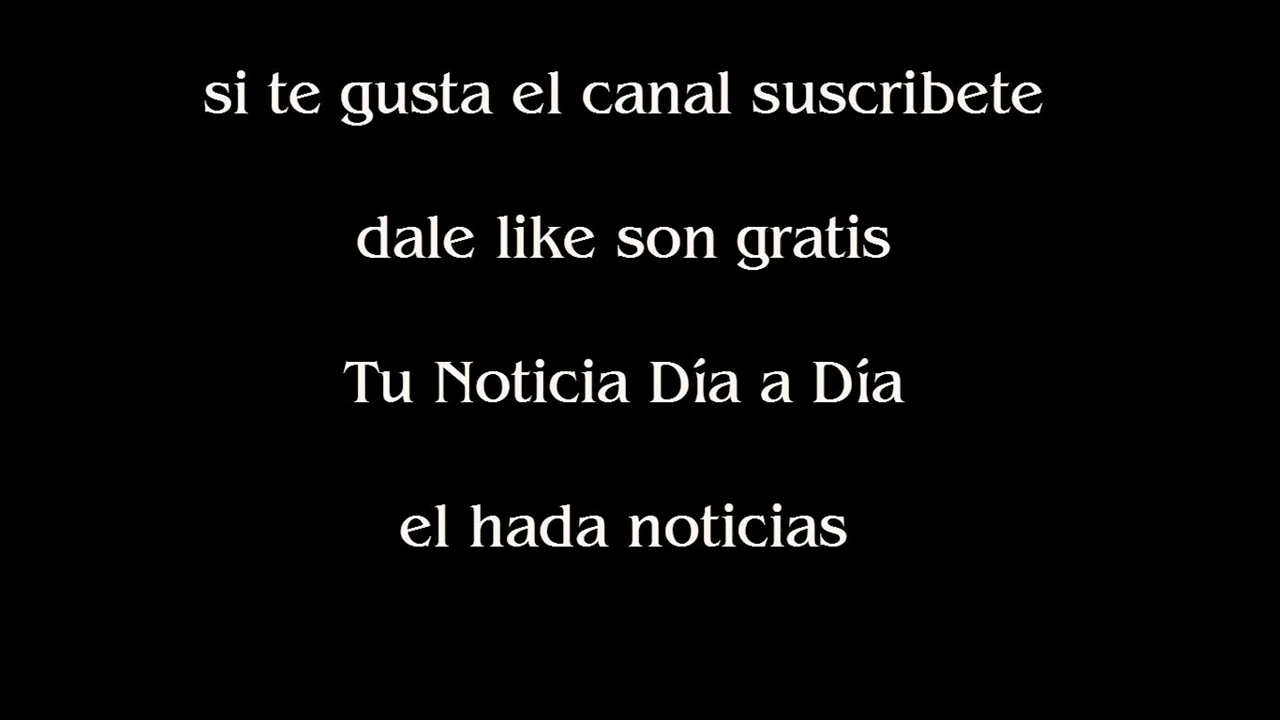 si te gusta el canal suscribete
dale like son gratis
Tu Noticia Día a Día
el hada noticias